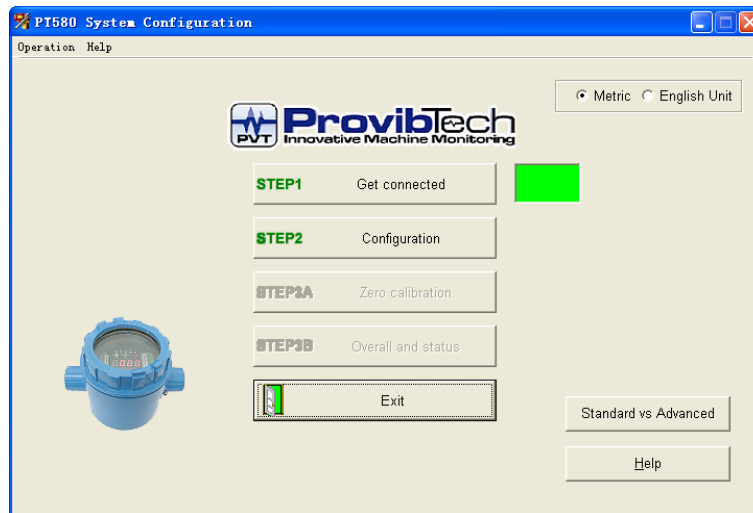 PT580 System Configuration
Operation Help
Metric English Unit
ProvibTech
PVT Innovative Machine Monitoring
STEP1 Get connected
STEP2 Configuration
STEP3A Zero calibration
STEP3B Overall and status
Exit
Standard vs Advanced
Help